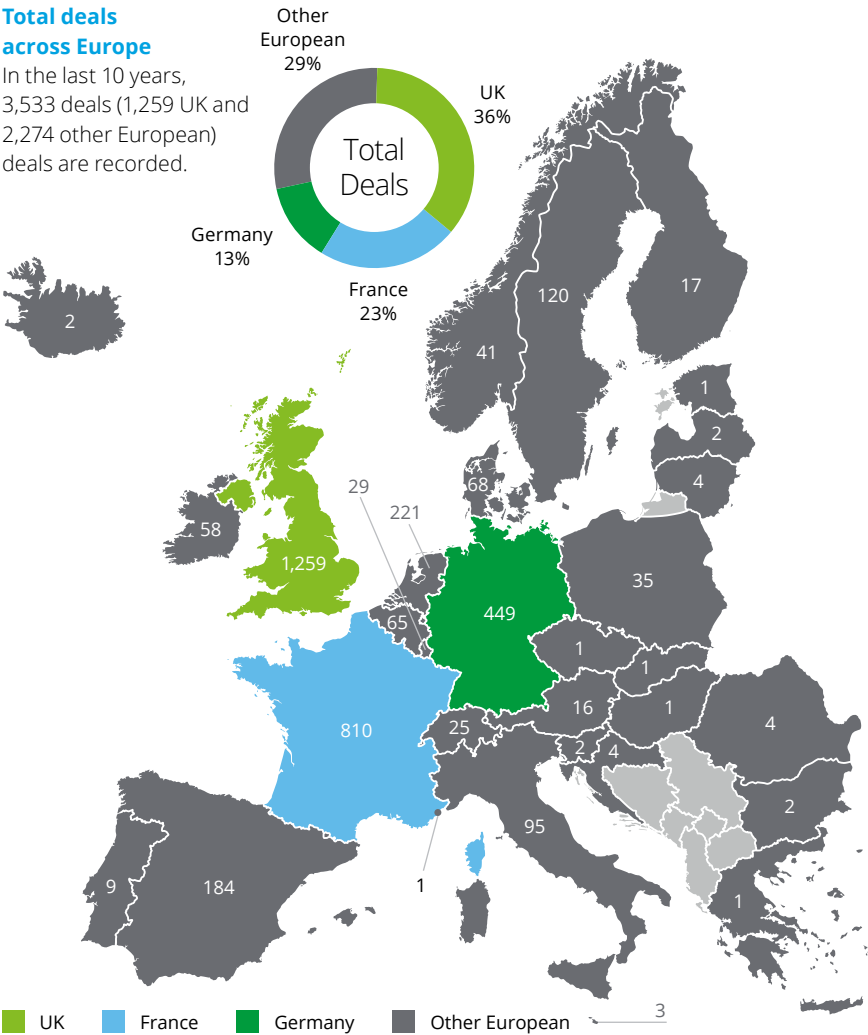 Total deals
across Europe
In the last 10 years,
3,533 deals (1,259 UK and
2,274 other European)
deals are recorded.
Other
European
29%
UK
36%
Total
Deals
Germany
13%
France
23%
2
120
17
41
1
2
4
68
29
221
58
1,259
35
449
65
1
1
16
1
4
25
2
4
810
2
95
1
9
184
1
3
UK
France
Germany
Other European